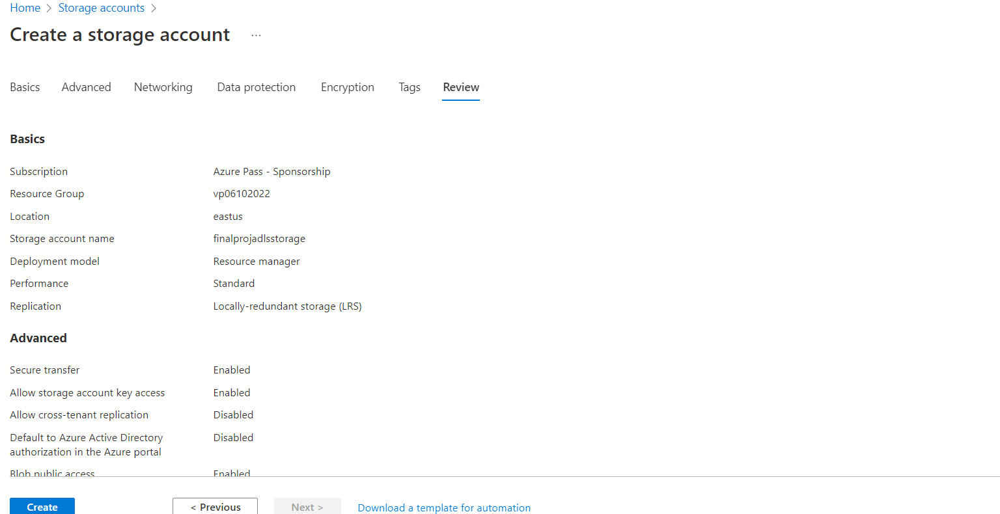 Home > Storage accounts >
Create a storage account ...
Basics Advanced Networking Data protection Encryption Tags Review
Basics
Subscription Azure Pass - Sponsorship
Resource Group vp06102022
Location eastus
Storage account name finalprojadlsstorage
Deployment model Resource manager
Performance Standard
Replication Locally-redundant storage (LRS)
Advanced
Secure transfer Enabled
Allow storage account key access Enabled
Allow cross-tenant replication Disabled
Default to Azure Active Directory Disabled
authorization in the Azure portal
Blob public access Enabled
Create < Previous Next > Download a template for automation